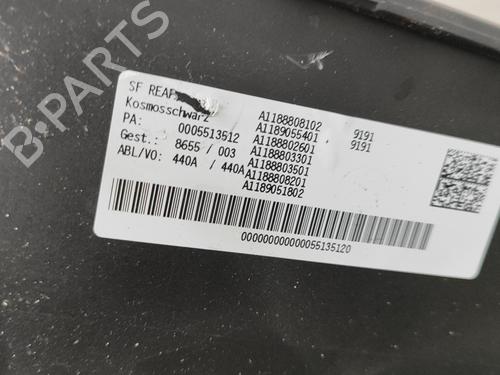 B-PARTS
SF REAR
Kosmosschwarz
PA: 0005513512
Gest.: 8655 / 003
ABL/VO: 440A / 440A
A1188808102 9191
A1189055401, 9191
A1188802601
A1188803301
A1188803501
A1188808201
A1189051802
000000000000055135120